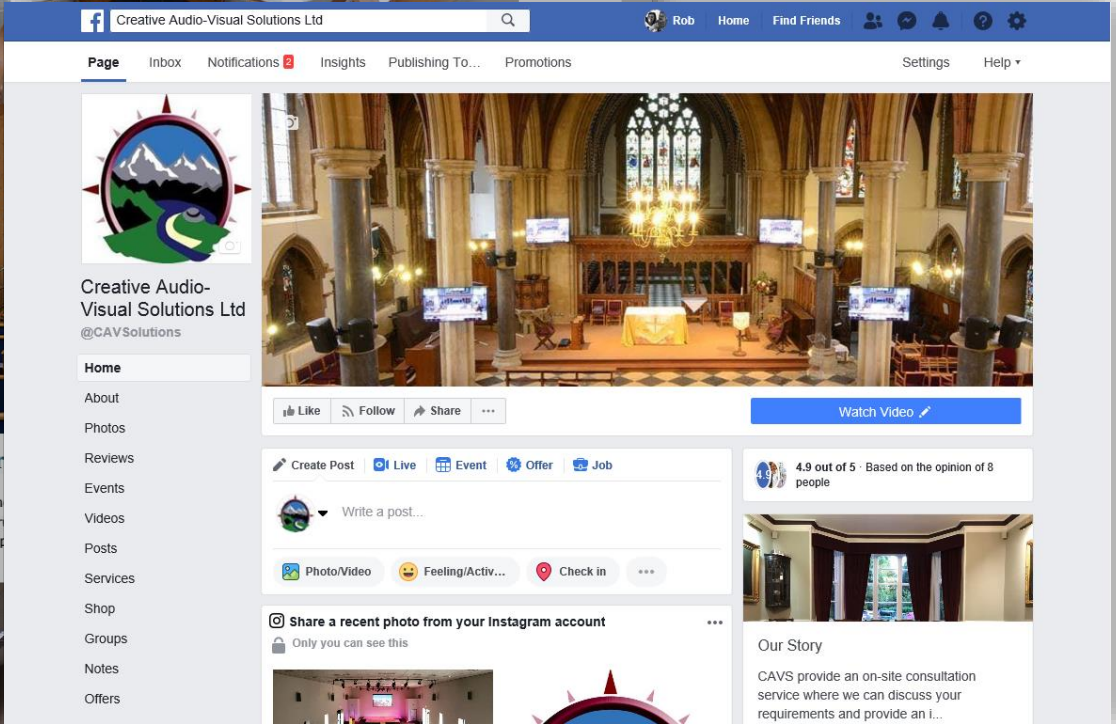 Creative Audio-Visual Solutions Ltd
Rob Home Find Friends
Page Inbox Notifications 2 Insights Publishing To... Promotions Settings Help
Creative Audio-
Visual Solutions Ltd
@CAVSolutions
Home
About
Photos
Reviews
Events
Videos
Posts
Services
Shop
Groups
Notes
Offers
Like Follow Share ...
Watch Video
Create Post Live Event Offer Job
Write a post...
Photo/Video Feeling/Activ... Check in ...
Share a recent photo from your Instagram account ...
Only you can see this
4.9
4.9 out of 5 · Based on the opinion of 8
people
Our Story
CAVS provide an on-site consultation
service where we can discuss your
requirements and provide an i...